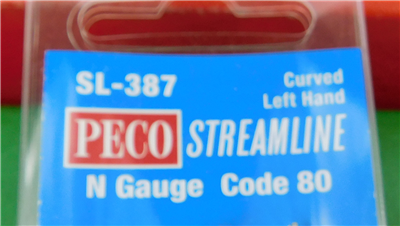 SL-387 Curved
Left Hand
PECO STREAMLINE
N Gauge Code 80